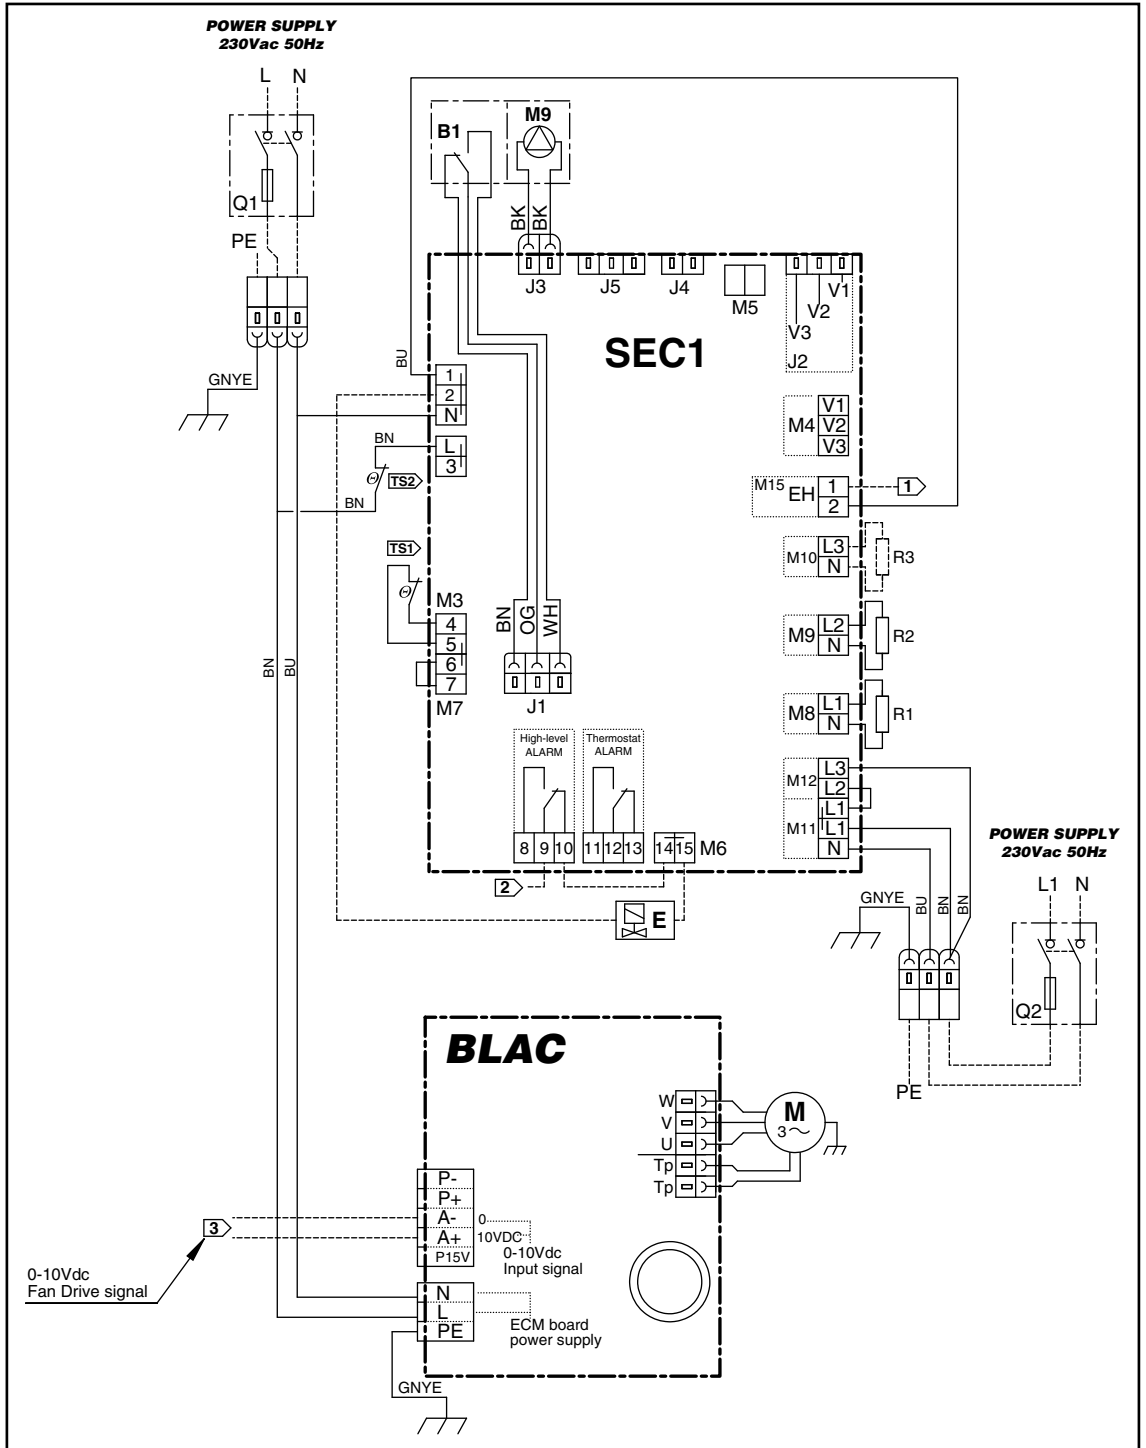 POWER SUPPLY
230Vac 50Hz
L N
Q1
PE
GNYE
B1
M9
BK
BK
J3
J5
J4
M5
V1
V2
V3
J2
SEC1
BU
1
2
N
BN
L
3
TS2
BN
TS1
M3
4
5
6
7
M7
BN
BU
BN
OG
WH
J1
M4
V1
V2
V3
M15
EH
1
2
1
M10
L3
N
R3
M9
L2
N
R2
M8
L1
N
R1
High-level
ALARM
Thermostat
ALARM
8 9 10
11 12 13
14 15
M6
M12
L3
L2
L1
M11
L1
N
2
E
POWER SUPPLY
230Vac 50Hz
L1 N
GNYE
BU
BN
BN
Q2
PE
BLAC
W
V
U
Tp
Tp
M
3~
P-
P+
A-
A+
P15V
0
10VDC
0-10Vdc
Input signal
3
0-10Vdc
Fan Drive signal
N
L
PE
ECM board
power supply
GNYE